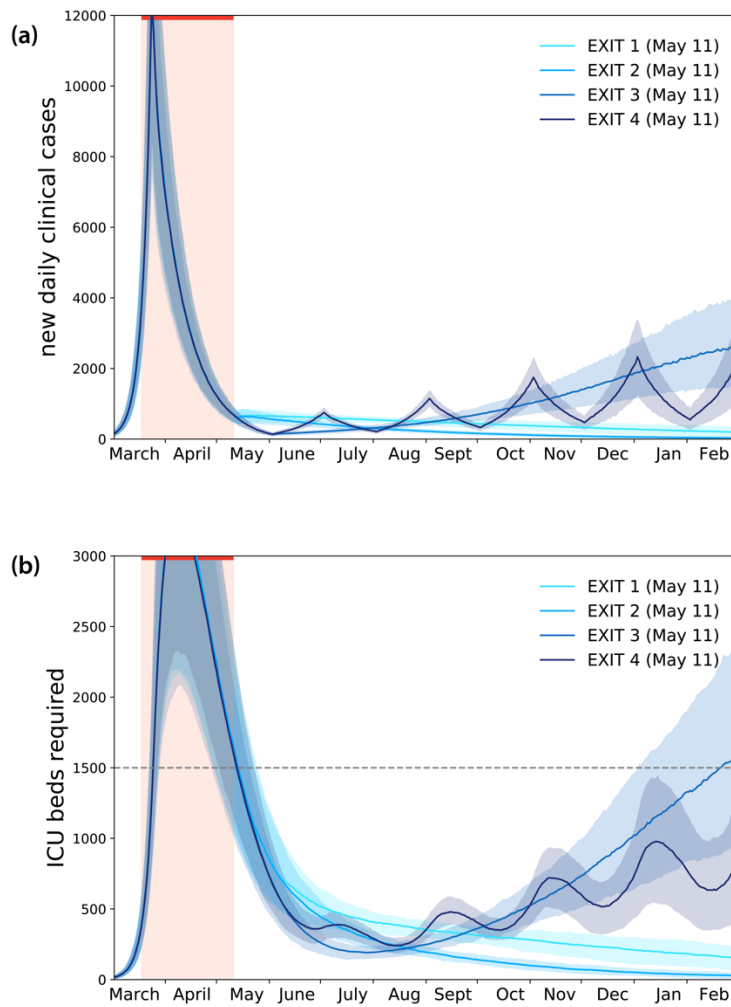 (a)
new daily clinical cases
12000
10000
8000
6000
4000
2000
0
EXIT 1 (May 11)
EXIT 2 (May 11)
EXIT 3 (May 11)
EXIT 4 (May 11)
March April May June July Aug Sept Oct Nov Dec Jan Feb
(b)
ICU beds required
3000
2500
2000
1500
1000
500
0
EXIT 1 (May 11)
EXIT 2 (May 11)
EXIT 3 (May 11)
EXIT 4 (May 11)
March April May June July Aug Sept Oct Nov Dec Jan Feb